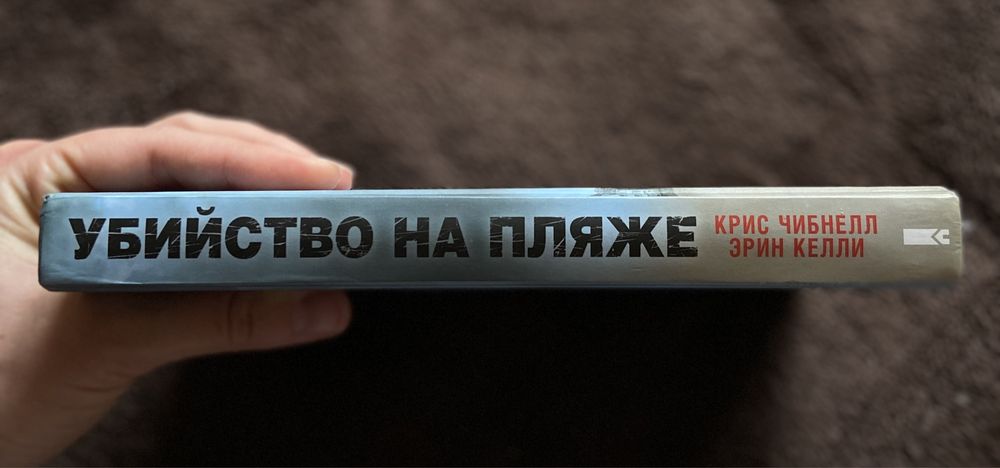 УБИЙСТВО НА ПЛЯЖЕ
КРИС ЧИБНЕЛЛ
ЭРИН КЕЛЛИ